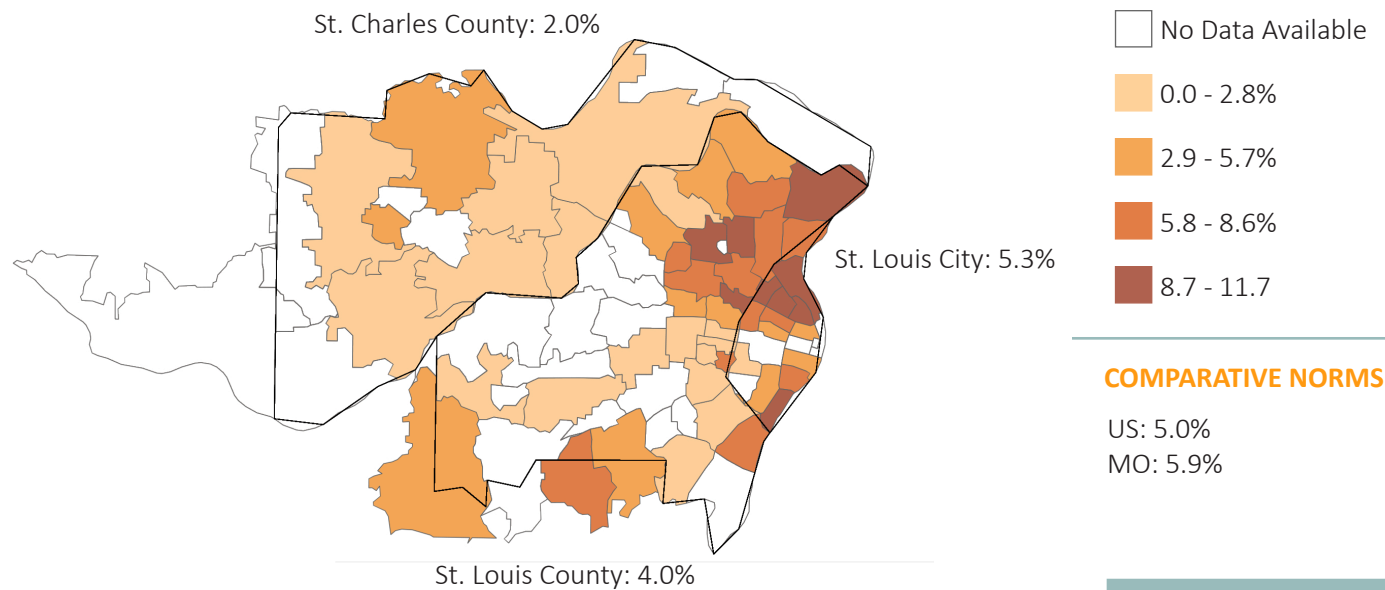 St. Charles County: 2.0%
No Data Available
0.0 - 2.8%
2.9 - 5.7%
5.8 - 8.6%
8.7 - 11.7
St. Louis City: 5.3%
COMPARATIVE NORMS
US: 5.0%
MO: 5.9%
St. Louis County: 4.0%